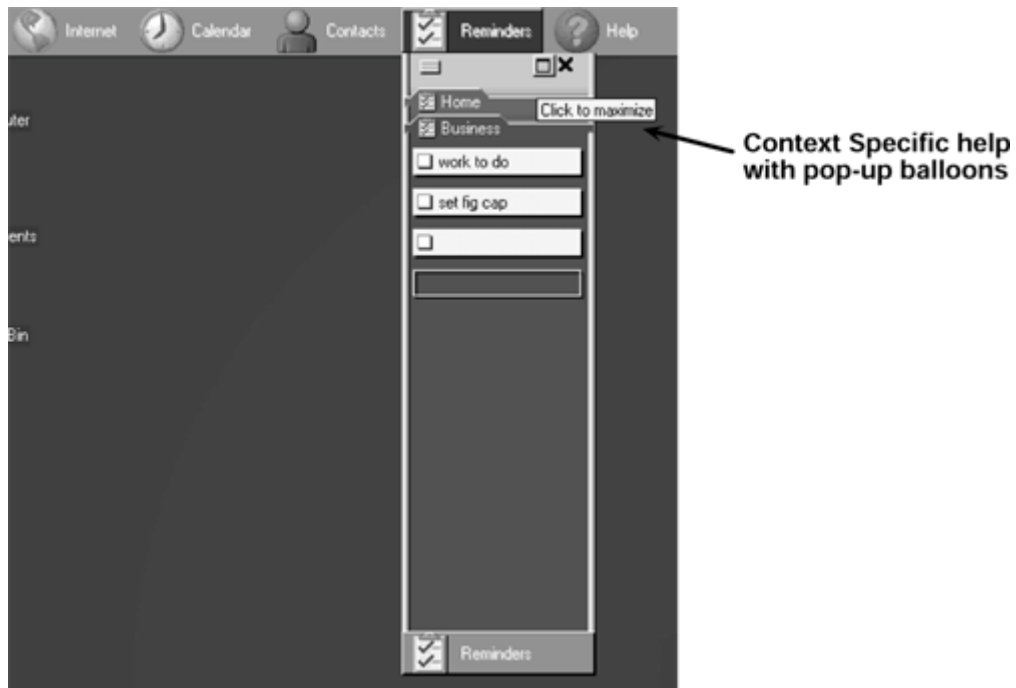 Internet Calendar Contacts Reminders Help
Click to maximize
Home
Business
work to do
set fig cap
uter
ents
Bin
Reminders
Context Specific help
with pop-up balloons